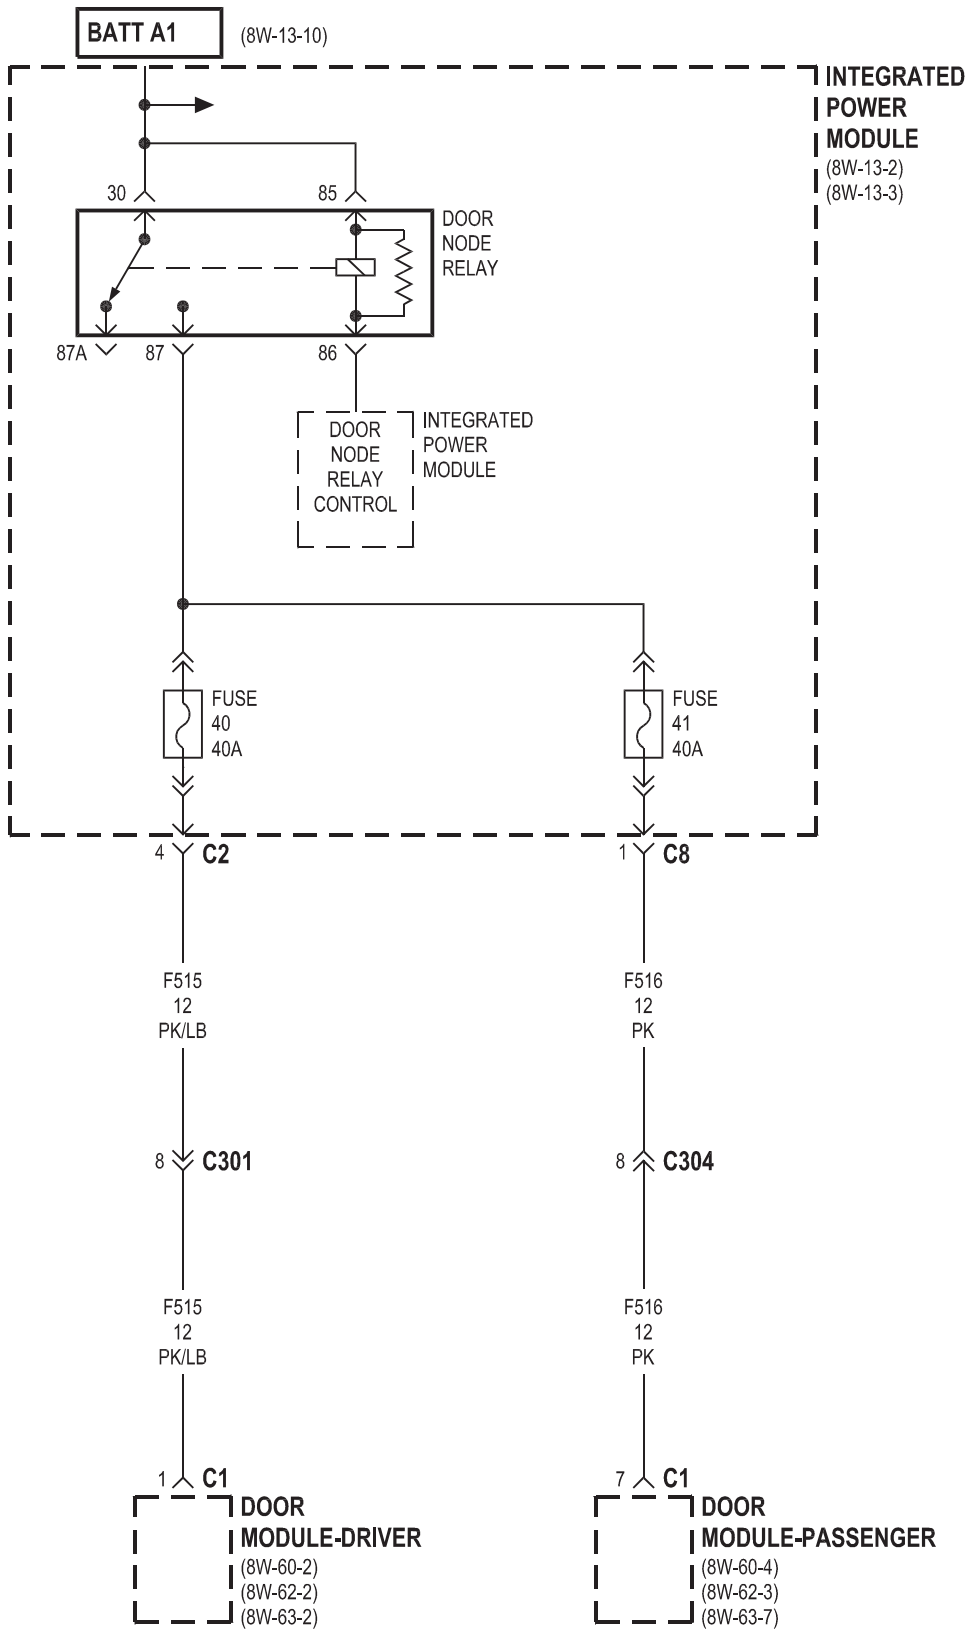 BATT A1
(8W-13-10)
INTEGRATED
POWER
MODULE
(8W-13-2)
(8W-13-3)
30
85
DOOR
NODE
RELAY
87A
87
86
DOOR
NODE
RELAY
CONTROL
INTEGRATED
POWER
MODULE
FUSE
40
40A
FUSE
41
40A
4
C2
1
C8
F515
12
PK/LB
F516
12
PK
8
C301
8
C304
F515
12
PK/LB
F516
12
PK
1
C1
7
C1
DOOR
MODULE-DRIVER
(8W-60-2)
(8W-62-2)
(8W-63-2)
DOOR
MODULE-PASSENGER
(8W-60-4)
(8W-62-3)
(8W-63-7)